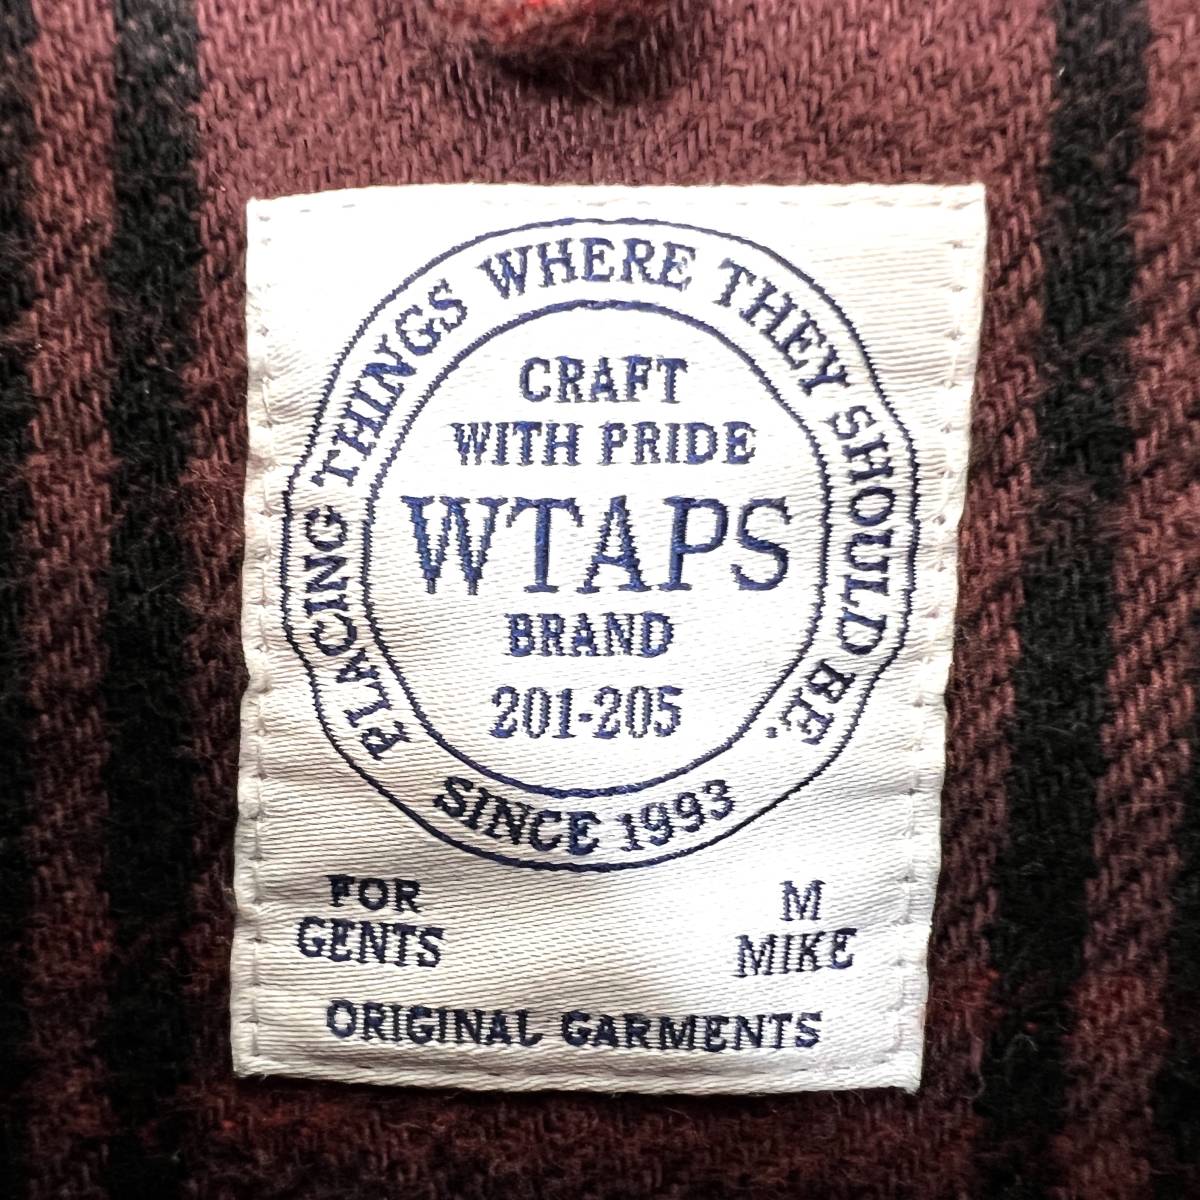 PLACING THINGS WHERE THEY SHOULD BE.
CRAFT
WITH PRIDE
WTAPS
BRAND
201-205
SINCE 1993
FOR
GENTS
M
MIKE
ORIGINAL GARMENTS